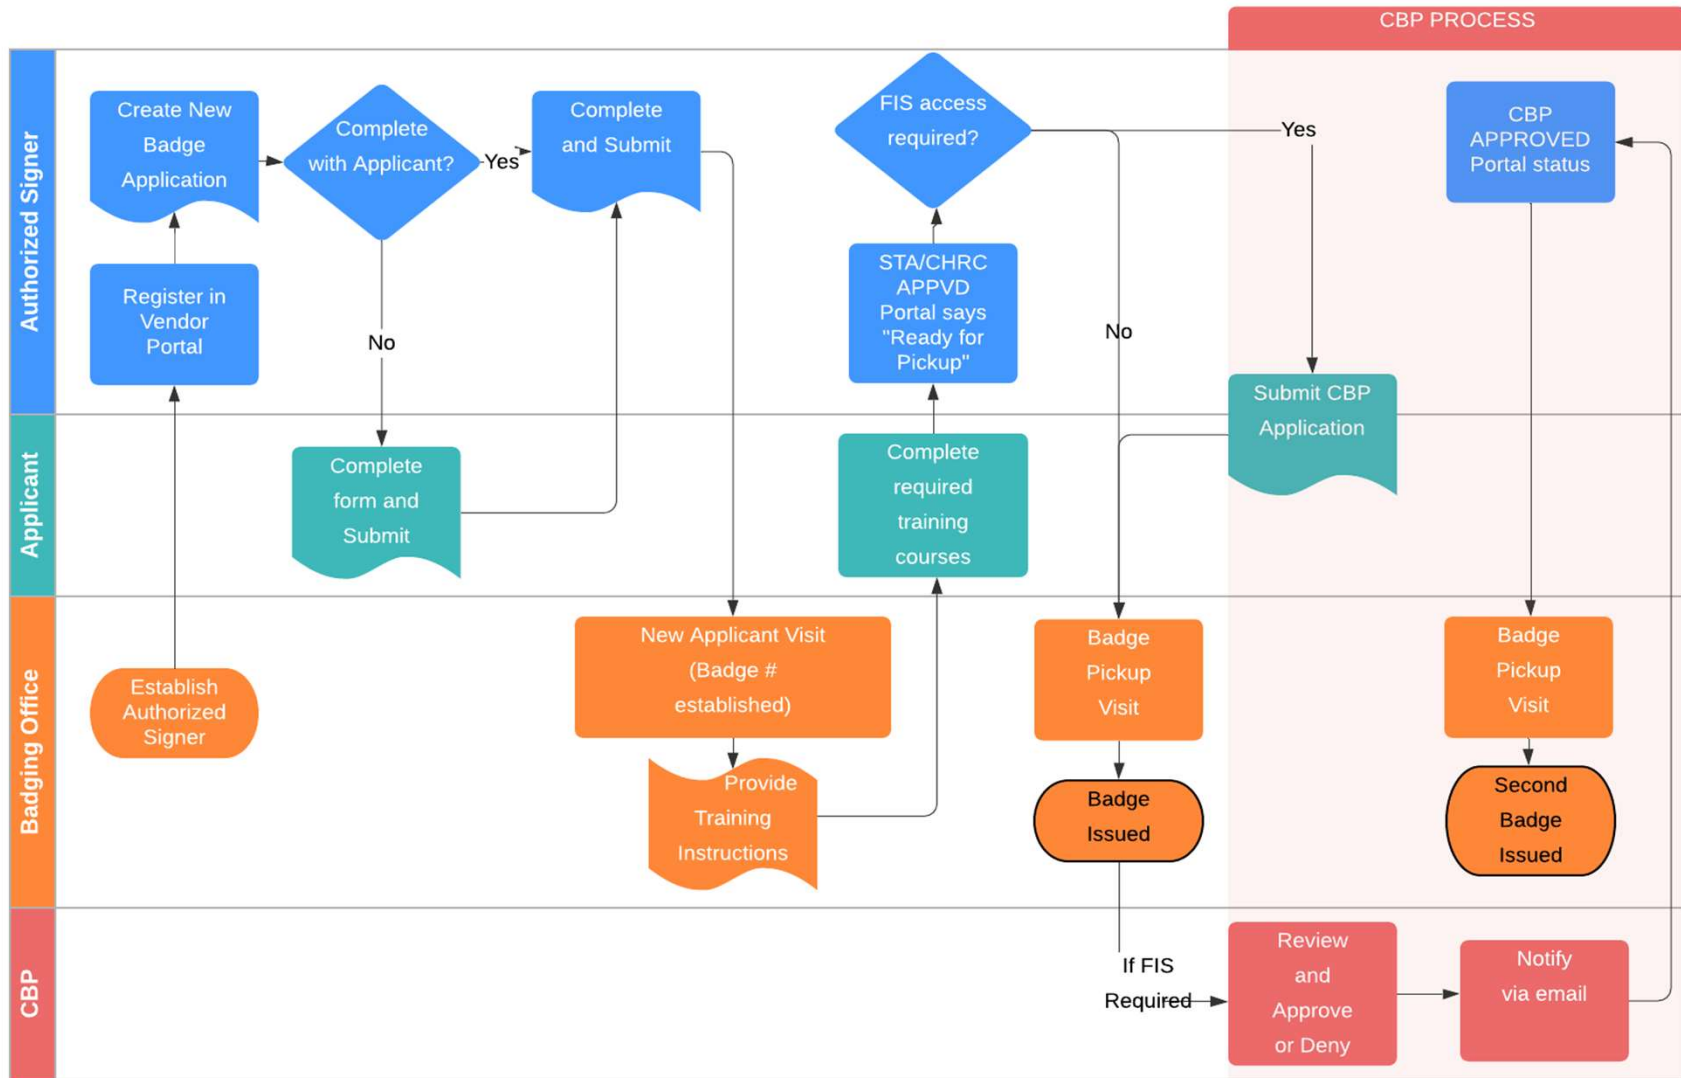 CBP PROCESS
Authorized Signer
Create New
Badge
Application
Complete
with Applicant?
Yes
Complete
and Submit
FIS access
required?
Yes
CBP
APPROVED
Portal status
Register in
Vendor
Portal
No
STA/CHRC
APPVD
Portal says
"Ready for
Pickup"
No
Submit CBP
Application
Applicant
Complete
form and
Submit
Complete
required
training
courses
Badging Office
Establish
Authorized
Signer
New Applicant Visit
(Badge #
established)
Provide
Training
Instructions
Badge
Pickup
Visit
Badge
Issued
Badge
Pickup
Visit
Second
Badge
Issued
CBP
If FIS
Required
Review
and
Approve
or Deny
Notify
via email